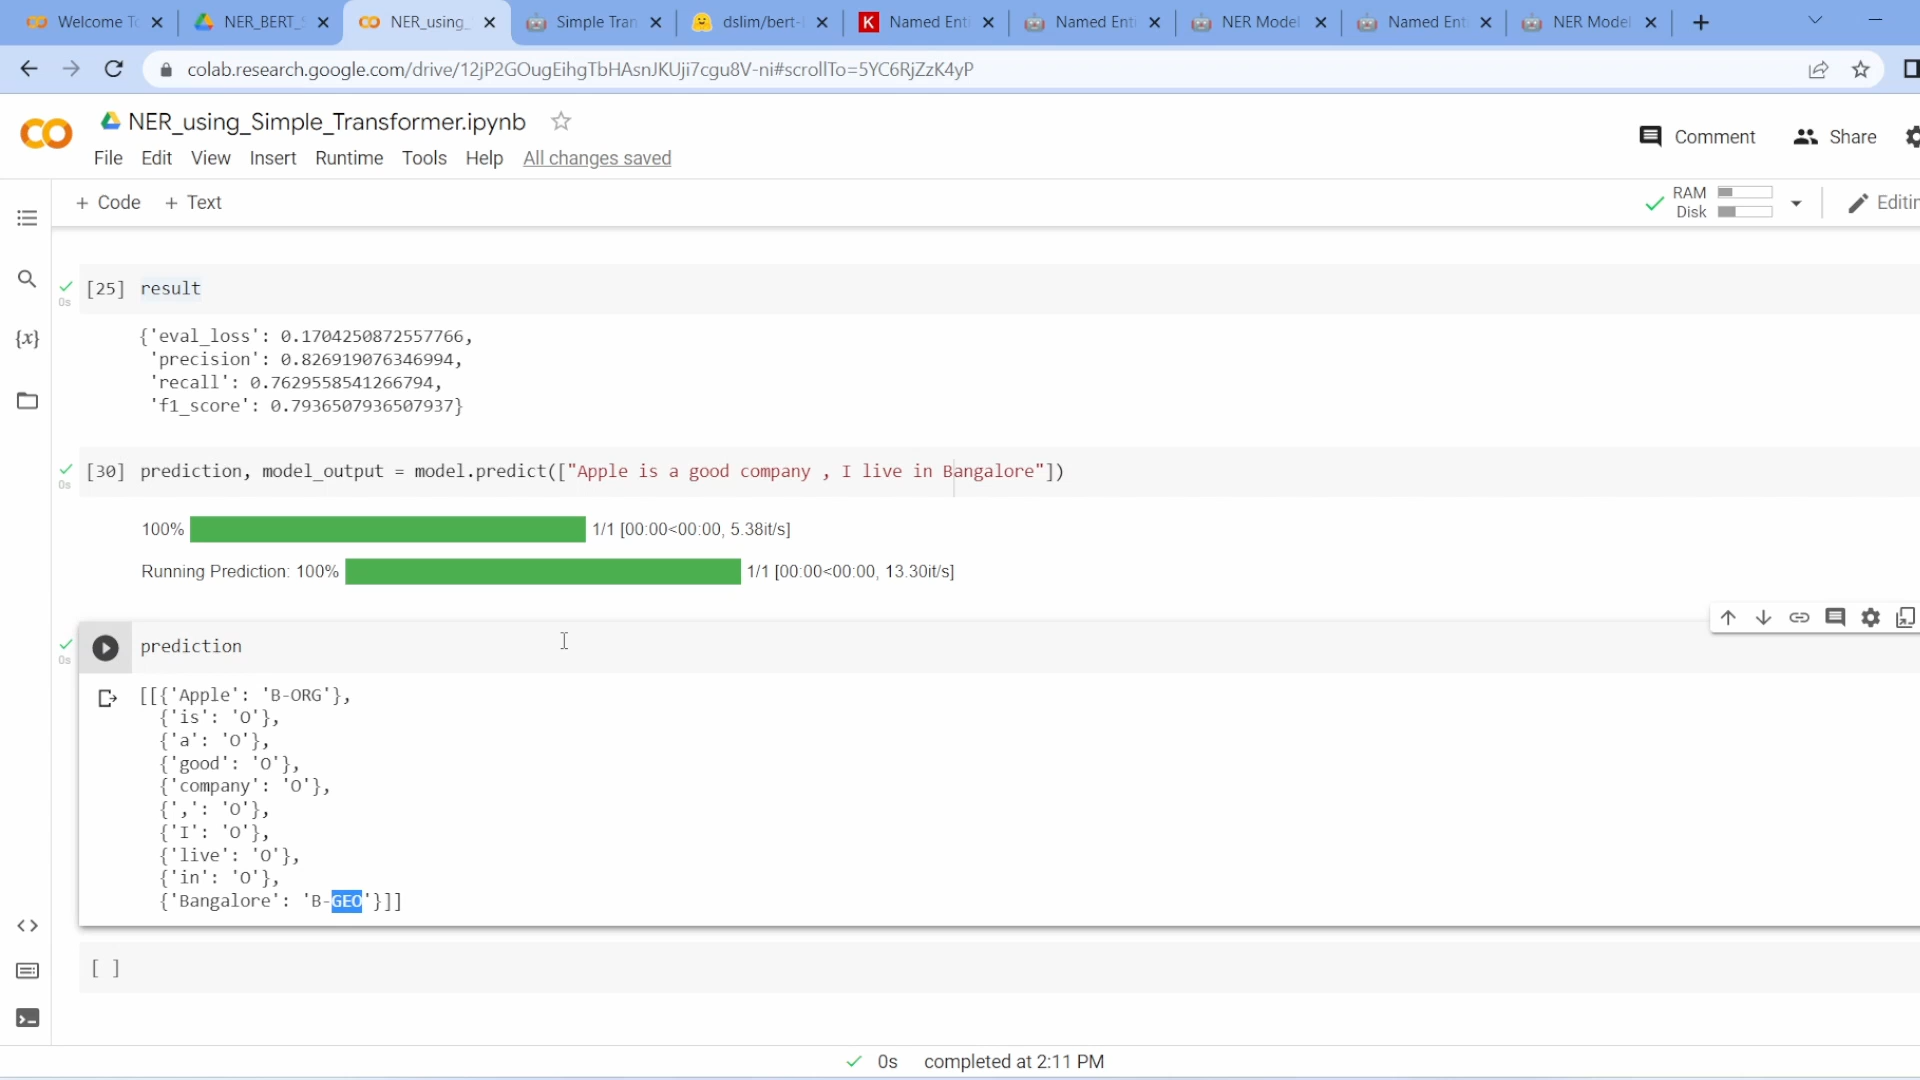 Welcome To
NER_BERT_S
NER_using_
Simple Tran
dslim/bert-
K
Named Enti
Named Enti
NER Model
Named Ent
NER Model
colab.research.google.com/drive/12jP2GOugEihgTbHAsnJKUji7cgu8V-ni#scrollTo=5YC6RjZzK4yP
NER_using_Simple_Transformer.ipynb
Comment
Share
File Edit View Insert Runtime Tools Help All changes saved
+ Code + Text
RAM
Disk
Editin
[25] result
0s
{'eval_loss': 0.1704250872557766,
'precision': 0.826919076346994,
'recall': 0.7629558541266794,
'f1_score': 0.7936507936507937}
[30] prediction, model_output = model.predict(["Apple is a good company , I live in Bangalore"])
0s
100% 1/1 [00:00<00:00, 5.38it/s]
Running Prediction: 100% 1/1 [00:00<00:00, 13.30it/s]
prediction
0s
[[{'Apple': 'B-ORG'},
{'is': 'O'},
{'a': 'O'},
{'good': 'O'},
{'company': 'O'},
{',': 'O'},
{'I': 'O'},
{'live': 'O'},
{'in': 'O'},
{'Bangalore': 'B-GEO'}]]
[ ]
0s completed at 2:11 PM